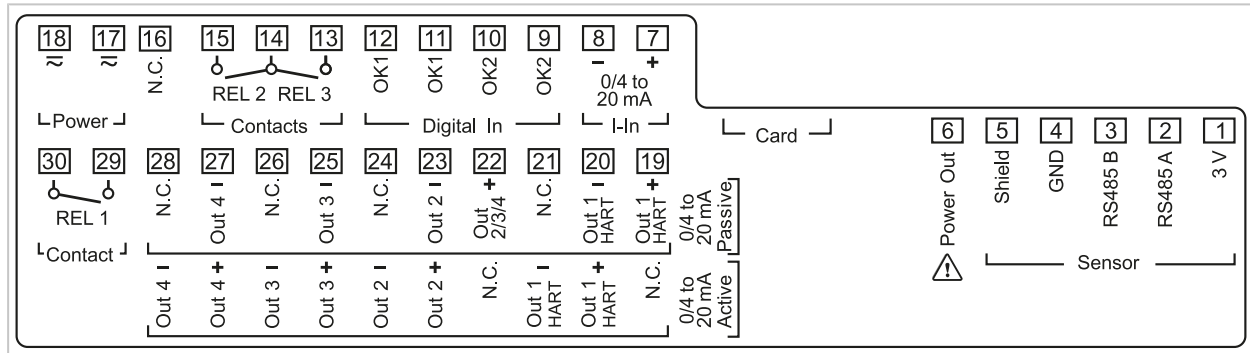 18 17 16 15 14 13 12 11 10 9 8 7
≂ ≂ N.C. OK1 OK1 OK2 OK2 − +
REL 2 REL 3 0/4 to
20 mA
Power Contacts Digital In I-In
Card
6 5 4 3 2 1
Power Out Shield GND RS485 B RS485 A 3 V
⚠ Sensor
30 29 28 27 26 25 24 23 22 21 20 19
REL 1 N.C. Out 4 − N.C. Out 3 − N.C. Out 2 − Out 2/3/4 + N.C. Out 1 HART − Out 1 HART + 0/4 to 20 mA Passive
Contact
Out 4 − Out 4 + Out 3 − Out 3 + Out 2 − Out 2 + N.C. Out 1 HART − Out 1 HART + N.C. 0/4 to 20 mA Active